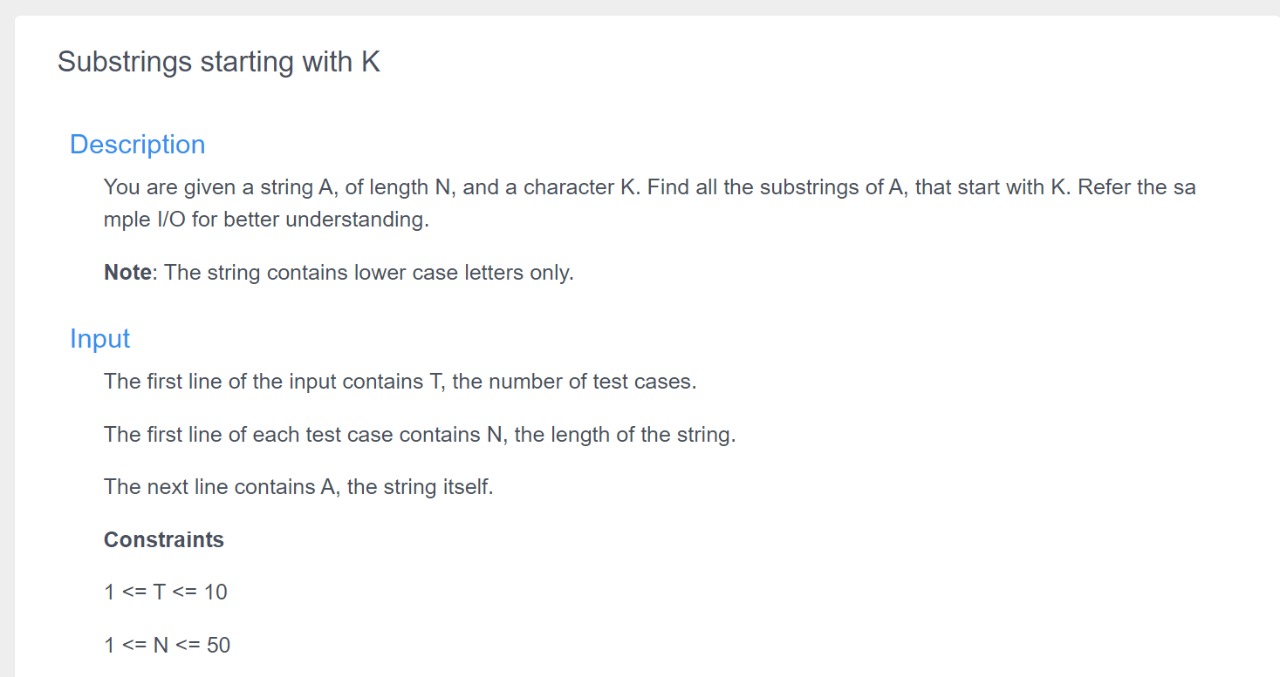 Substrings starting with K
Description
You are given a string A, of length N, and a character K. Find all the substrings of A, that start with K. Refer the sa
mple I/O for better understanding.
Note: The string contains lower case letters only.
Input
The first line of the input contains T, the number of test cases.
The first line of each test case contains N, the length of the string.
The next line contains A, the string itself.
Constraints
1 <= T <= 10
1 <= N <= 50